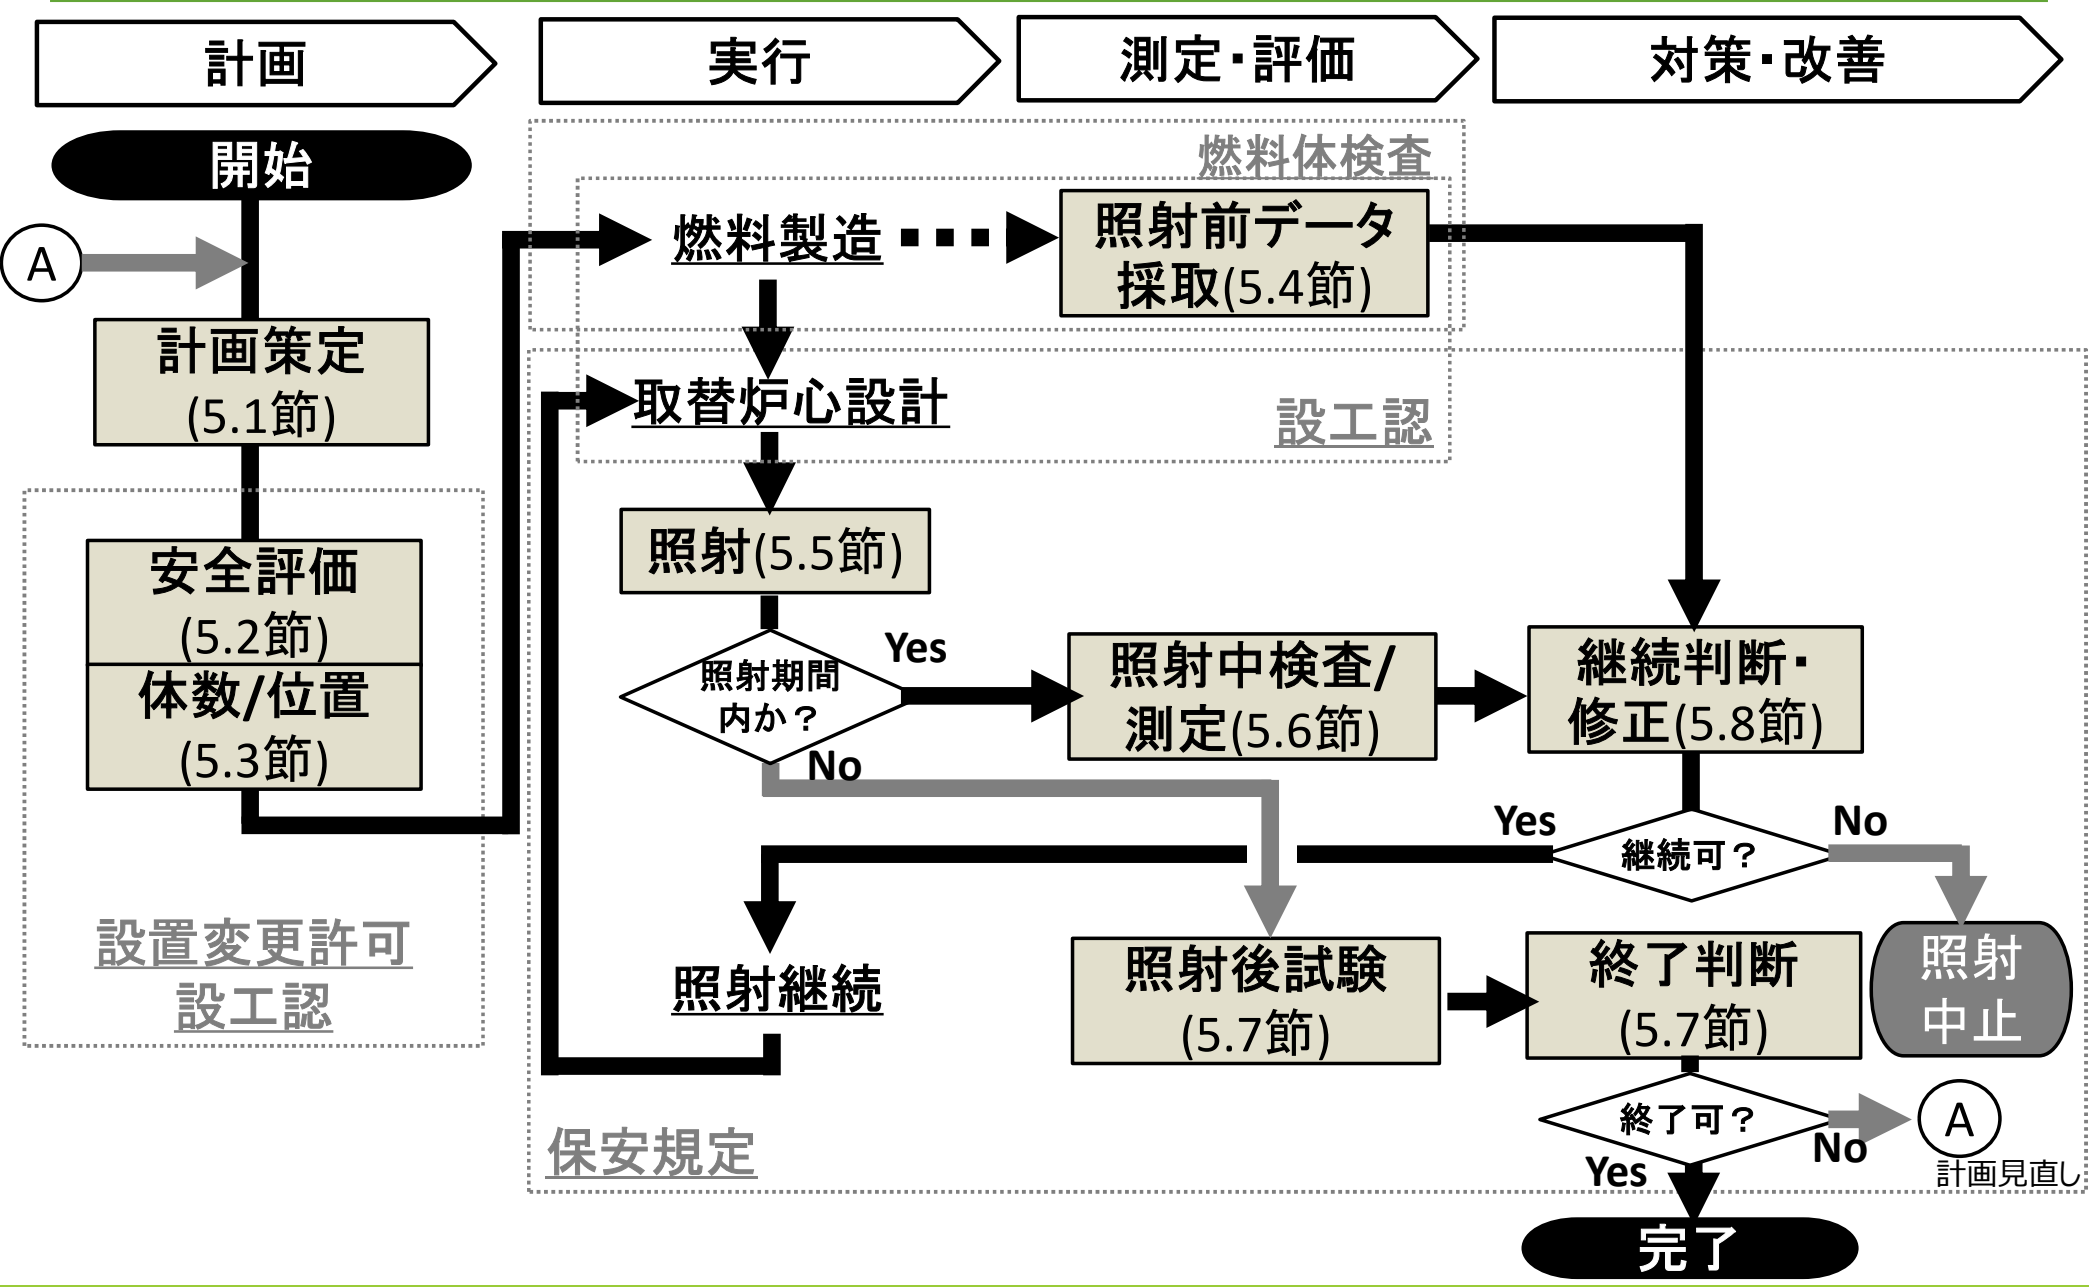 計画
実行
測定・評価
対策・改善
開始
A
計画策定
(5.1節)
安全評価
(5.2節)
体数/位置
(5.3節)
設置変更許可
設工認
燃料体検査
燃料製造
照射前データ
採取(5.4節)
取替炉心設計
設工認
照射(5.5節)
照射期間
内か？
Yes
No
照射中検査/
測定(5.6節)
継続判断・
修正(5.8節)
継続可？
Yes
No
照射継続
照射後試験
(5.7節)
終了判断
(5.7節)
照射
中止
終了可？
No
A
計画見直し
Yes
保安規定
完了